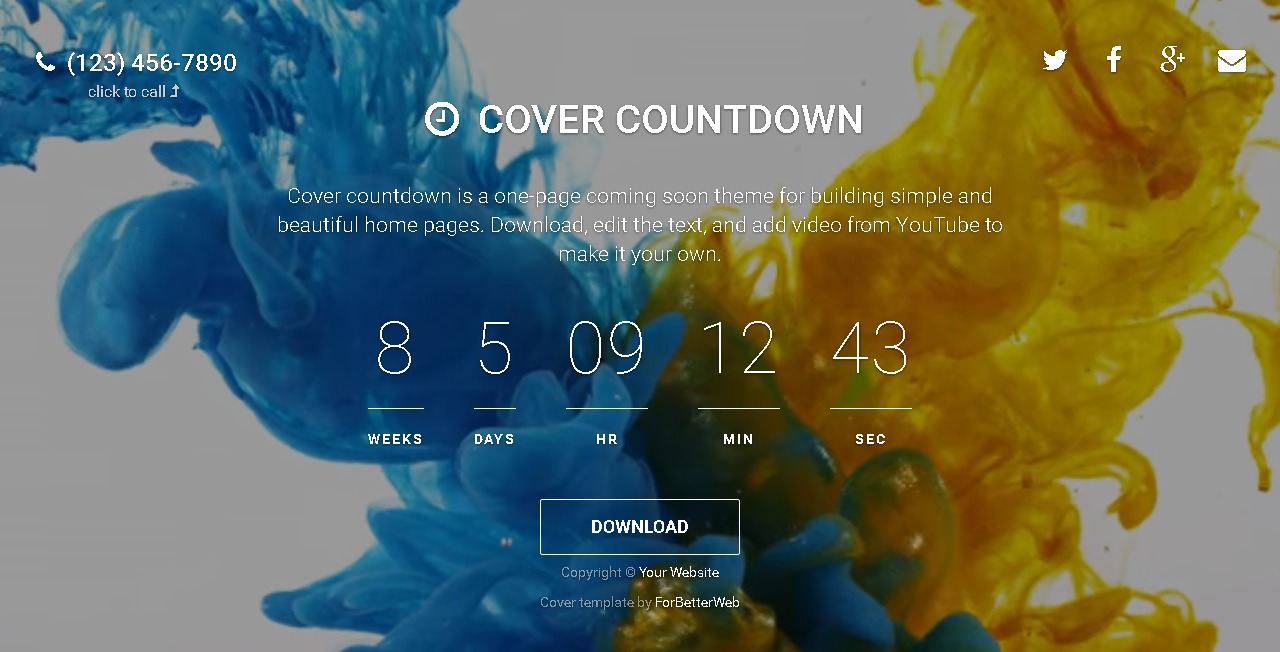 (123) 456-7890
click to call
COVER COUNTDOWN
Cover countdown is a one-page coming soon theme for building simple and
beautiful home pages. Download, edit the text, and add video from YouTube to
make it your own.
8 5 09 12 43
WEEKS DAYS HR MIN SEC
DOWNLOAD
Copyright © Your Website
Cover template by ForBetterWeb